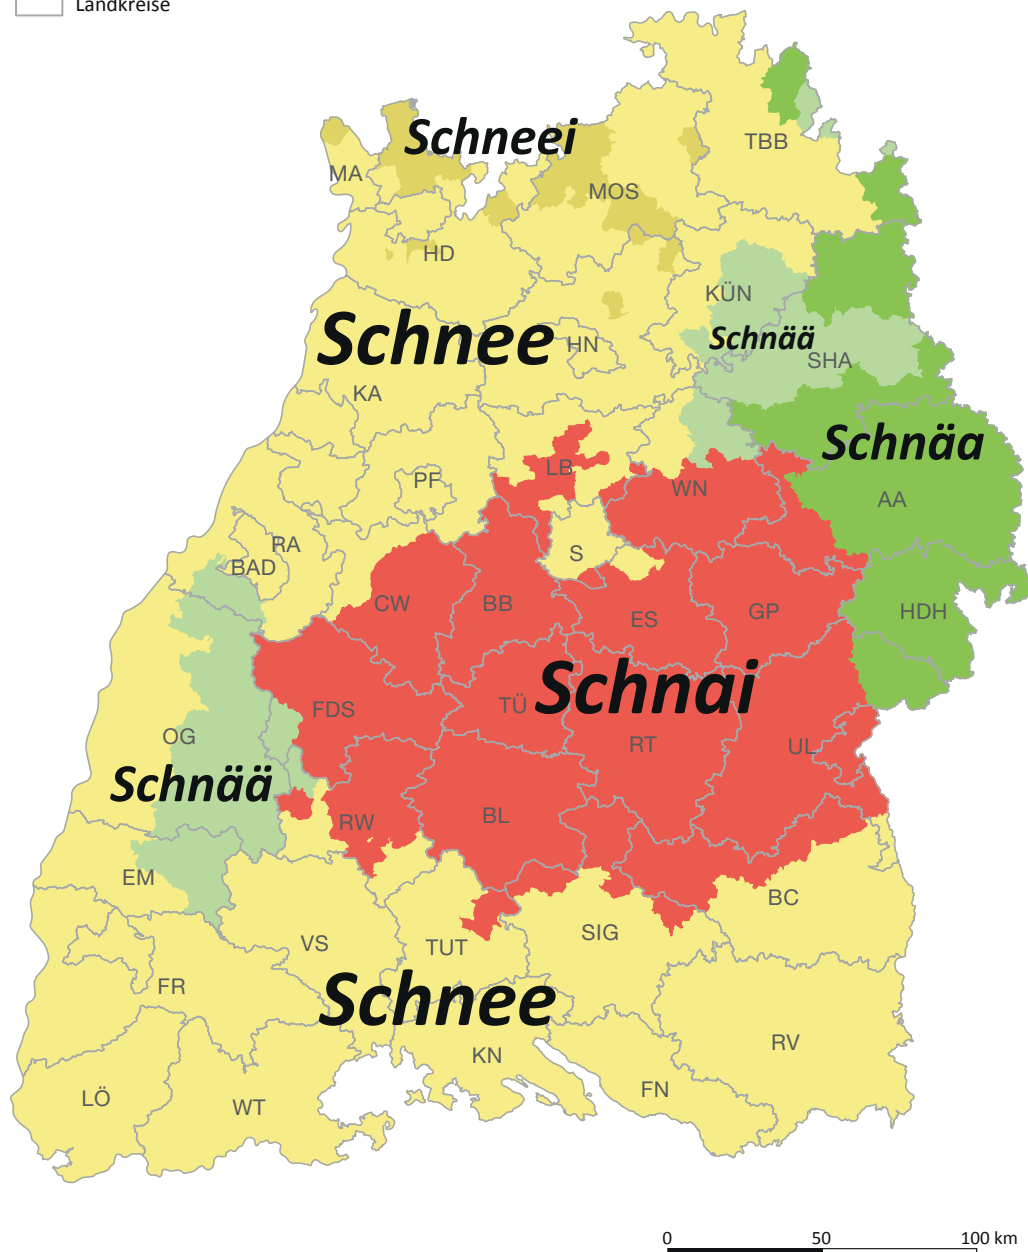 Landkreise
Schneei
TBB
MA
MOS
HD
KÜN
Schnee
Schnää
HN
SHA
KA
Schnäa
LB
PF
WN
AA
RA
S
BAD
CW
BB
ES
GP
HDH
Schnai
FDS
TÜ
OG
RT
UL
Schnää
RW
BL
EM
BC
SIG
VS
TUT
FR
Schnee
RV
KN
FN
LÖ
WT
0 50 100 km